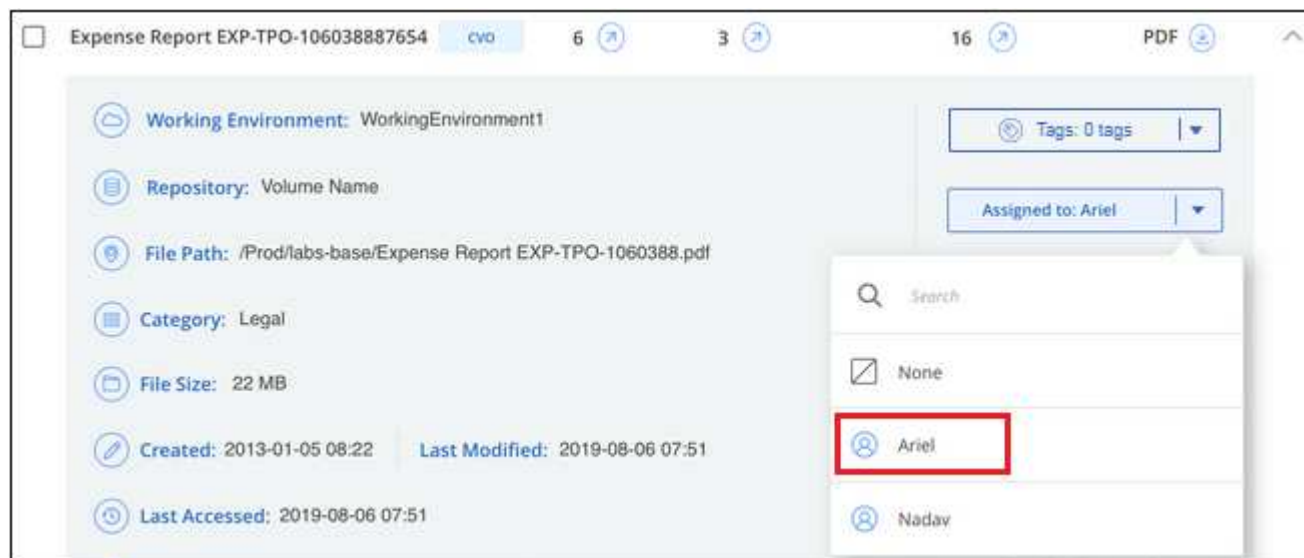 Expense Report EXP-TPO-106038887654 CVO 6 3 16 PDF
Working Environment: WorkingEnvironment1
Tags: 0 tags
Repository: Volume Name
Assigned to: Ariel
File Path: /Prod/labs-base/Expense Report EXP-TPO-1060388.pdf
Search
Category: Legal
None
File Size: 22 MB
Ariel
Created: 2013-01-05 08:22 Last Modified: 2019-08-06 07:51
Last Accessed: 2019-08-06 07:51
Nadav